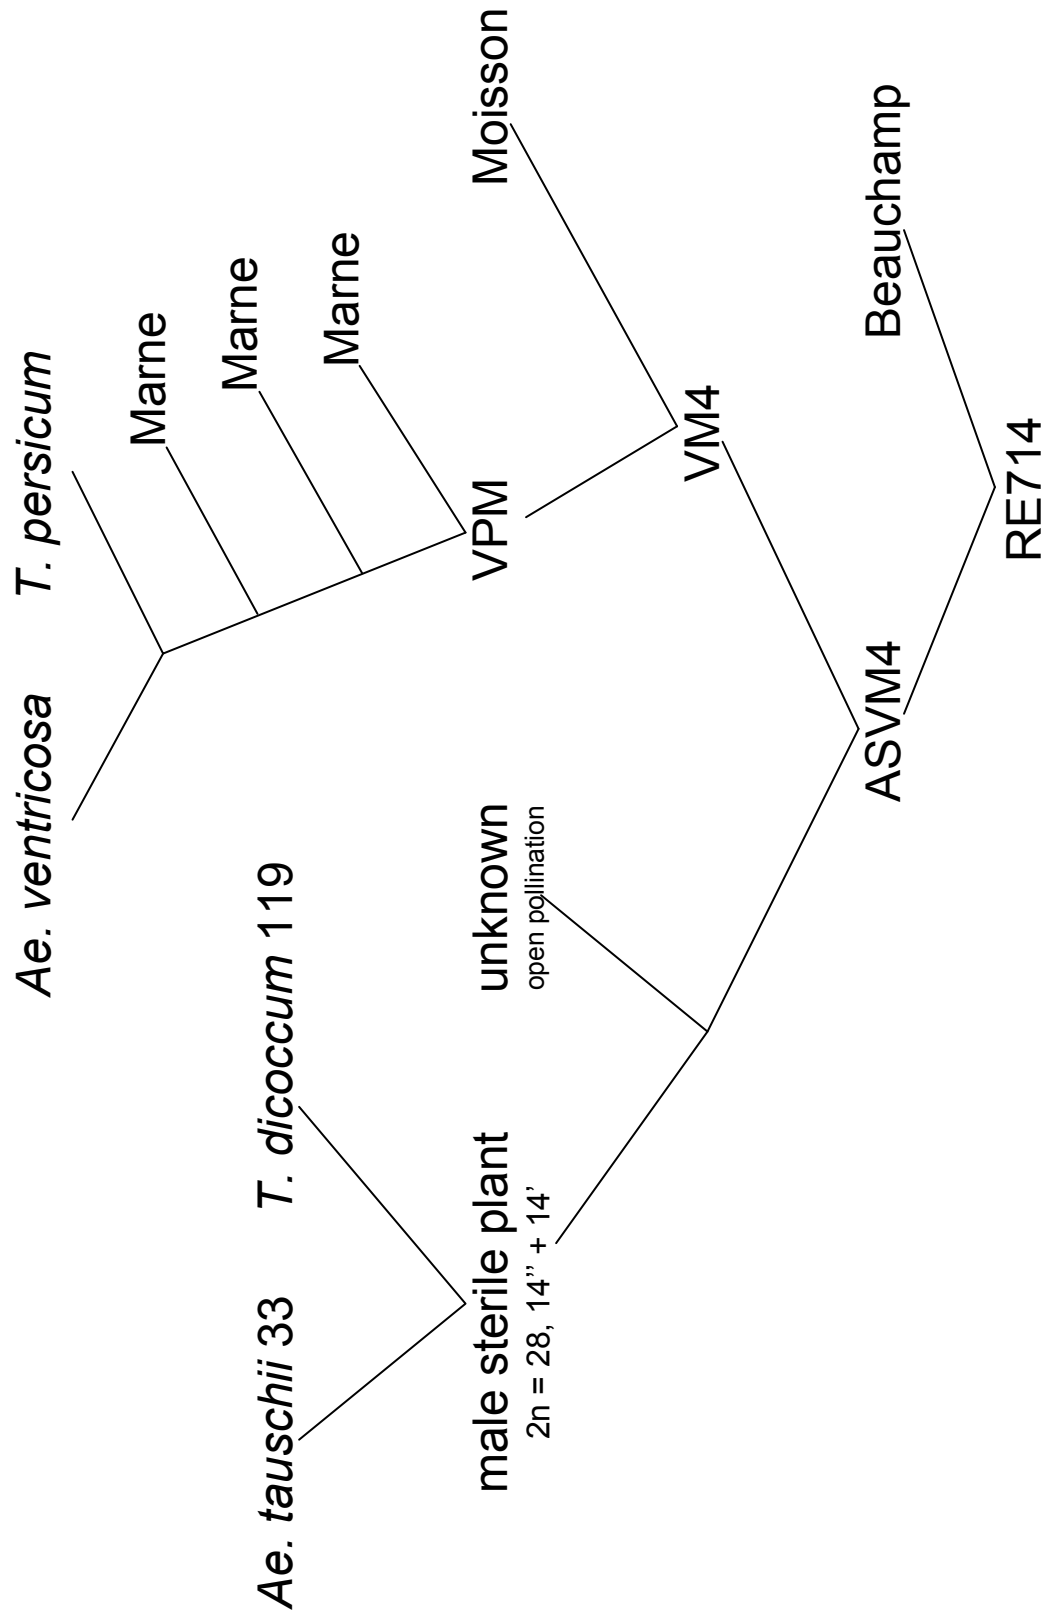 Ae. ventricosa
T. persicum
Marne
Marne
Marne
Ae. tauschii 33
T. dicoccum 119
male sterile plant
2n = 28, 14” + 14’
unknown
open pollination
VPM
Moisson
VM4
ASVM4
Beauchamp
RE714